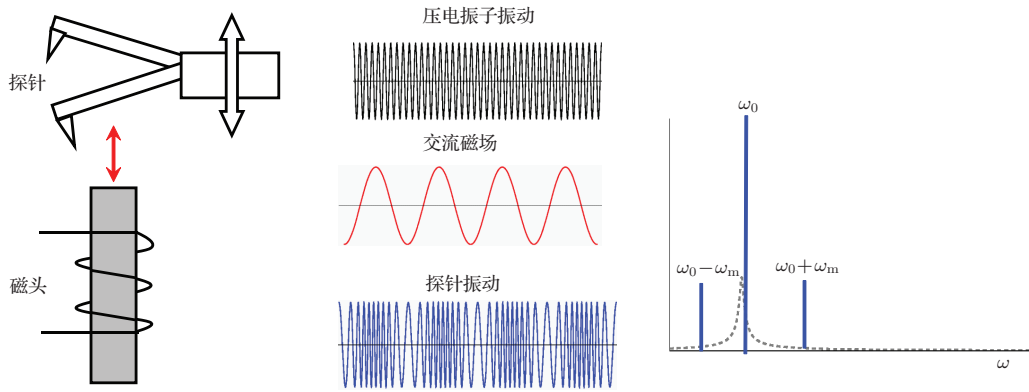 压电振子振动
探针
交流磁场
磁头
探针振动
ω₀
ω₀−ωₘ
ω₀+ωₘ
ω